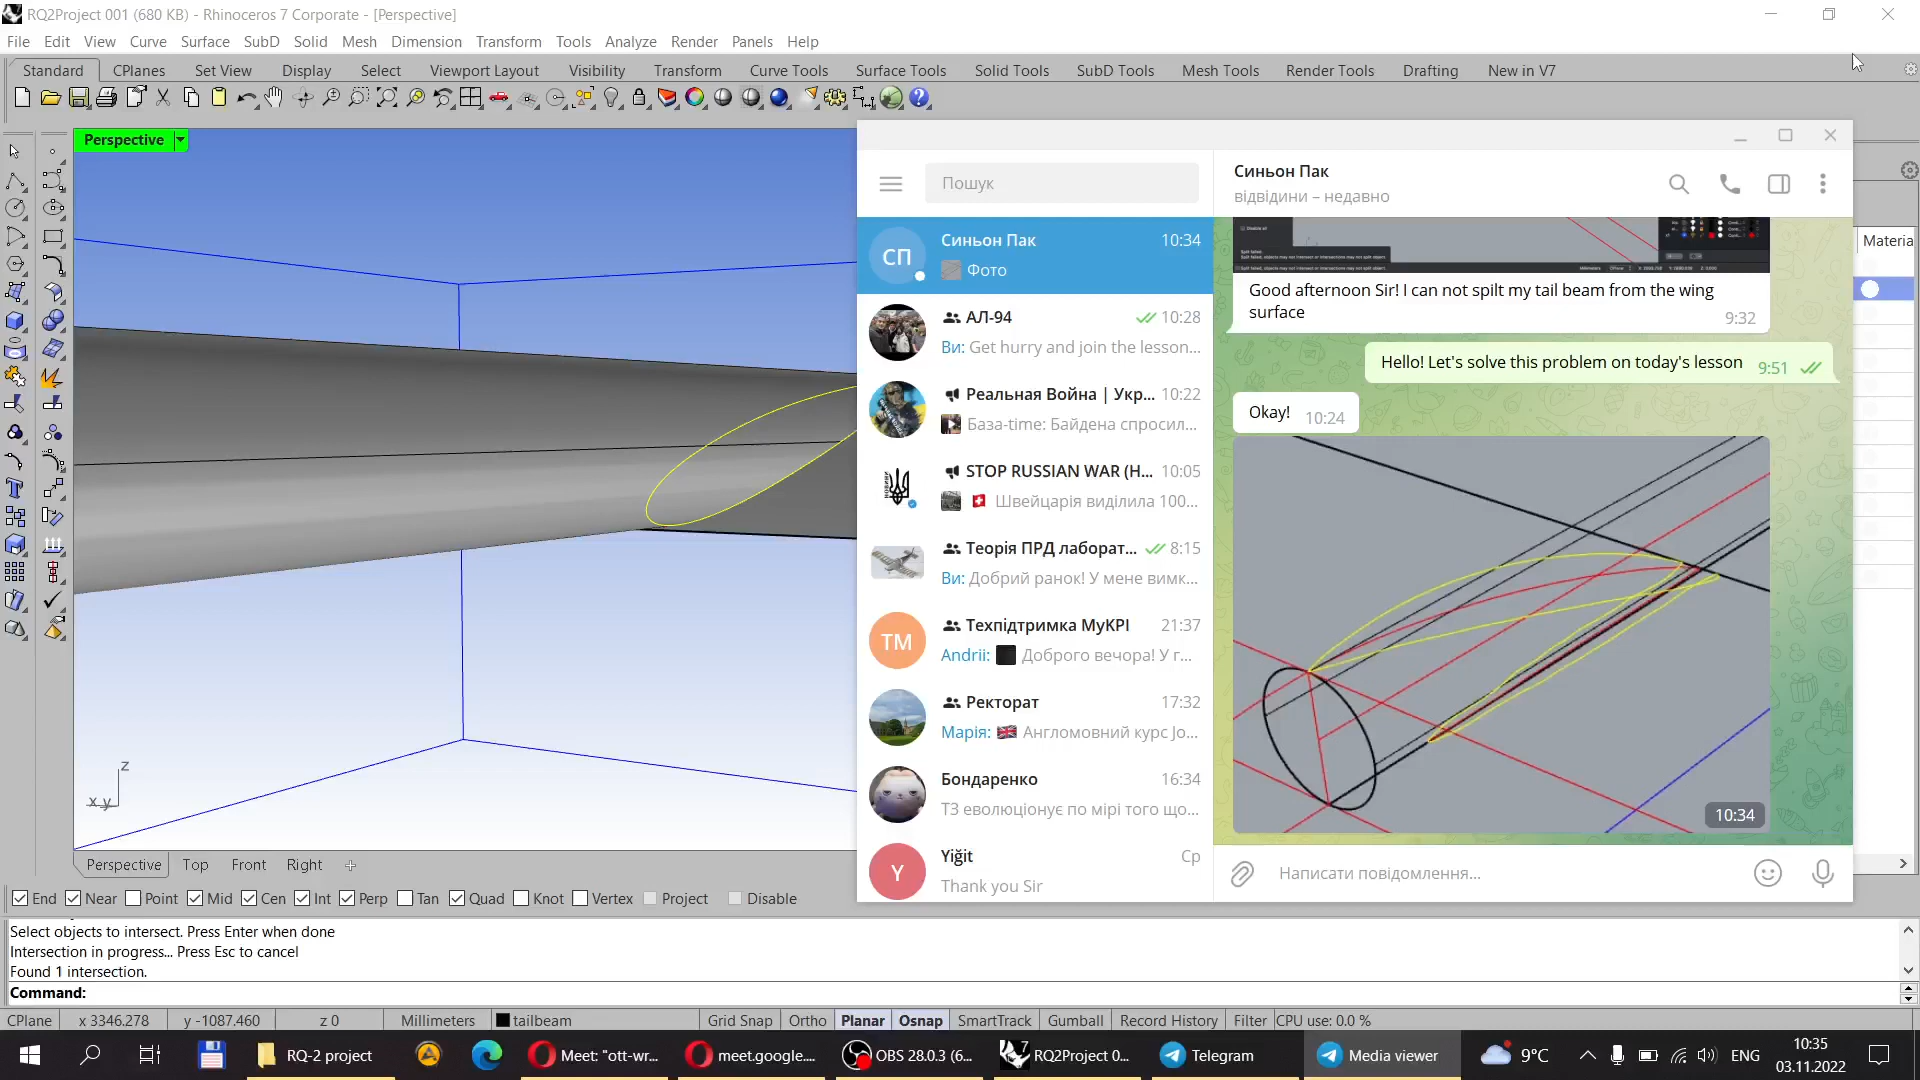 RQ2Project 001 (680 KB) - Rhinoceros 7 Corporate - [Perspective]
File Edit View Curve Surface SubD Solid Mesh Dimension Transform Tools Analyze Render Panels Help
Standard CPlanes Set View Display Select Viewport Layout Visibility Transform Curve Tools Surface Tools Solid Tools SubD Tools Mesh Tools Render Tools Drafting New in V7
Perspective
z
x y
Materia
Пошук
Синьон Пак
відвідини – недавно
СП
Синьон Пак 10:34
Фото
АЛ-94 10:28
Ви: Get hurry and join the lesson...
Реальная Война | Укр... 10:22
База-time: Байдена спросил...
STOP RUSSIAN WAR (H... 10:05
Швейцарія виділила 100...
Теорія ПРД лаборат... 8:15
Ви: Добрий ранок! У мене вимк...
ТМ
Техпідтримка МyКРІ 21:37
Andrii: Доброго вечора! У г...
Ректорат 17:32
Марія: Англомовний курс Jo...
Бондаренко 16:34
ТЗ еволюціонує по мірі того що...
Y
Yiğit Ср
Thank you Sir
Good afternoon Sir! I can not spilt my tail beam from the wing
surface
9:32
Hello! Let's solve this problem on today's lesson 9:51
Okay! 10:24
10:34
Написати повідомлення...
Perspective Top Front Right
End Near Point Mid Cen Int Perp Tan Quad Knot Vertex Project Disable
Select objects to intersect. Press Enter when done
Intersection in progress... Press Esc to cancel
Found 1 intersection.
Command:
CPlane x 3346.278 y -1087.460 z 0 Millimeters tailbeam Grid Snap Ortho Planar Osnap SmartTrack Gumball Record History Filter CPU use: 0.0 %
RQ-2 project Meet: "ott-wr... meet.google.... OBS 28.0.3 (6... RQ2Project 0... Telegram Media viewer 9°C ENG 10:35
03.11.2022